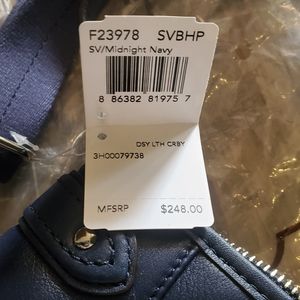 F23978 SVBHP
SV/Midnight Navy
8 86382 81975 7
DSY LTH CRBY
3H00079738
MFSRP $248.00